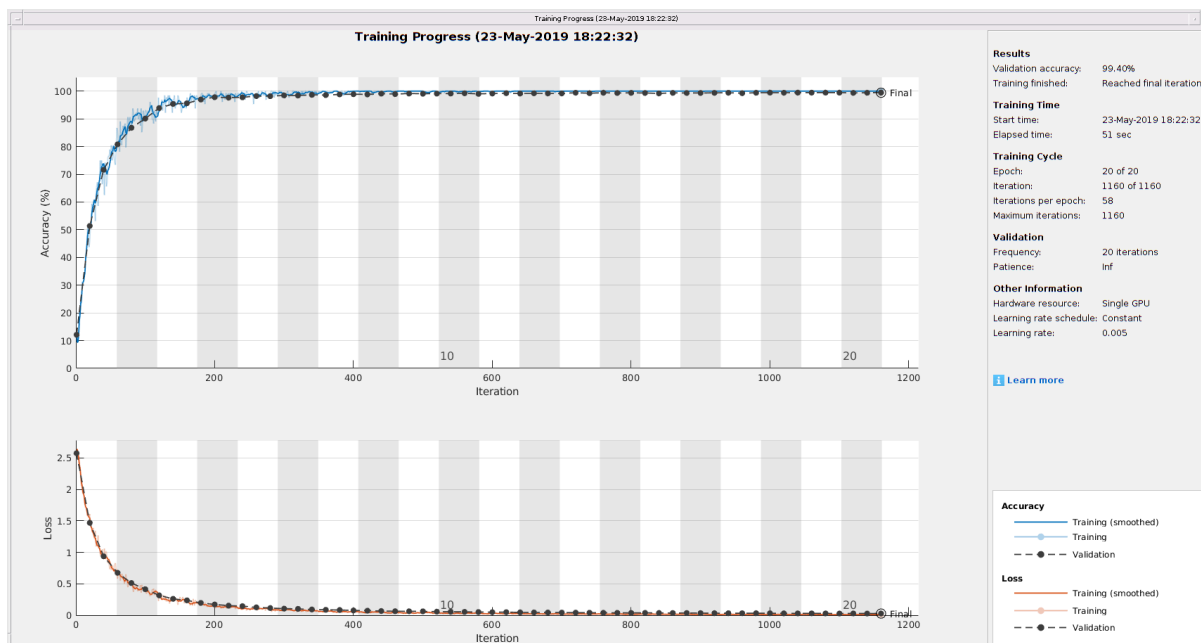 Training Progress (23-May-2019 18:22:32)
Training Progress (23-May-2019 18:22:32)
100
90
80
70
60
50
40
30
20
10
0
Accuracy (%)
Final
10
20
0
200
400
600
800
1000
1200
Iteration
2.5
2
1.5
1
0.5
0
Loss
10
20
Final
0
200
400
600
800
1000
1200
Iteration
Results
Validation accuracy: 99.40%
Training finished: Reached final iteration
Training Time
Start time: 23-May-2019 18:22:32
Elapsed time: 51 sec
Training Cycle
Epoch: 20 of 20
Iteration: 1160 of 1160
Iterations per epoch: 58
Maximum iterations: 1160
Validation
Frequency: 20 iterations
Patience: Inf
Other Information
Hardware resource: Single GPU
Learning rate schedule: Constant
Learning rate: 0.005
i Learn more
Accuracy
Training (smoothed)
Training
Validation
Loss
Training (smoothed)
Training
Validation